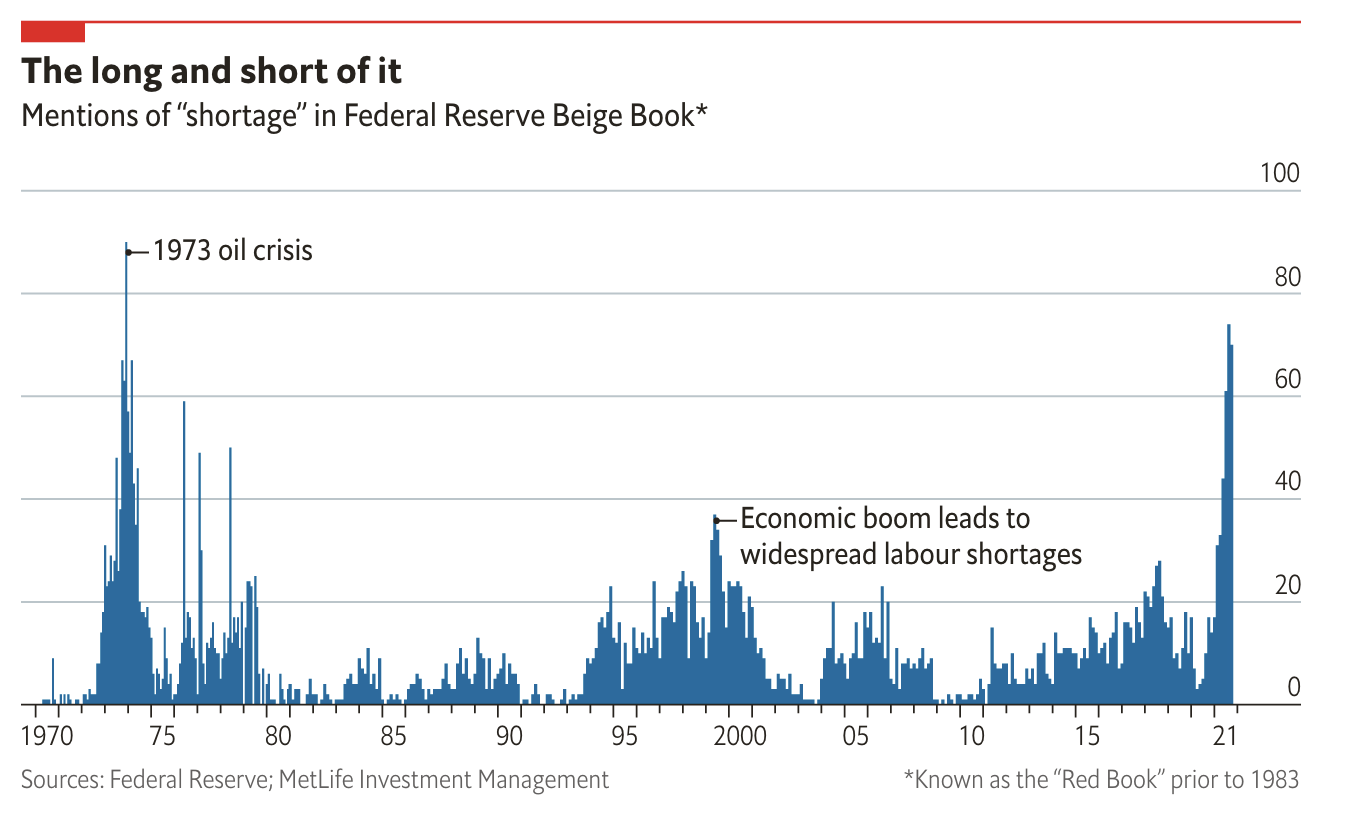 The long and short of it
Mentions of “shortage” in Federal Reserve Beige Book*
100
1973 oil crisis
80
60
40
Economic boom leads to
widespread labour shortages
20
0
1970 75 80 85 90 95 2000 05 10 15 21
Sources: Federal Reserve; MetLife Investment Management
*Known as the “Red Book” prior to 1983